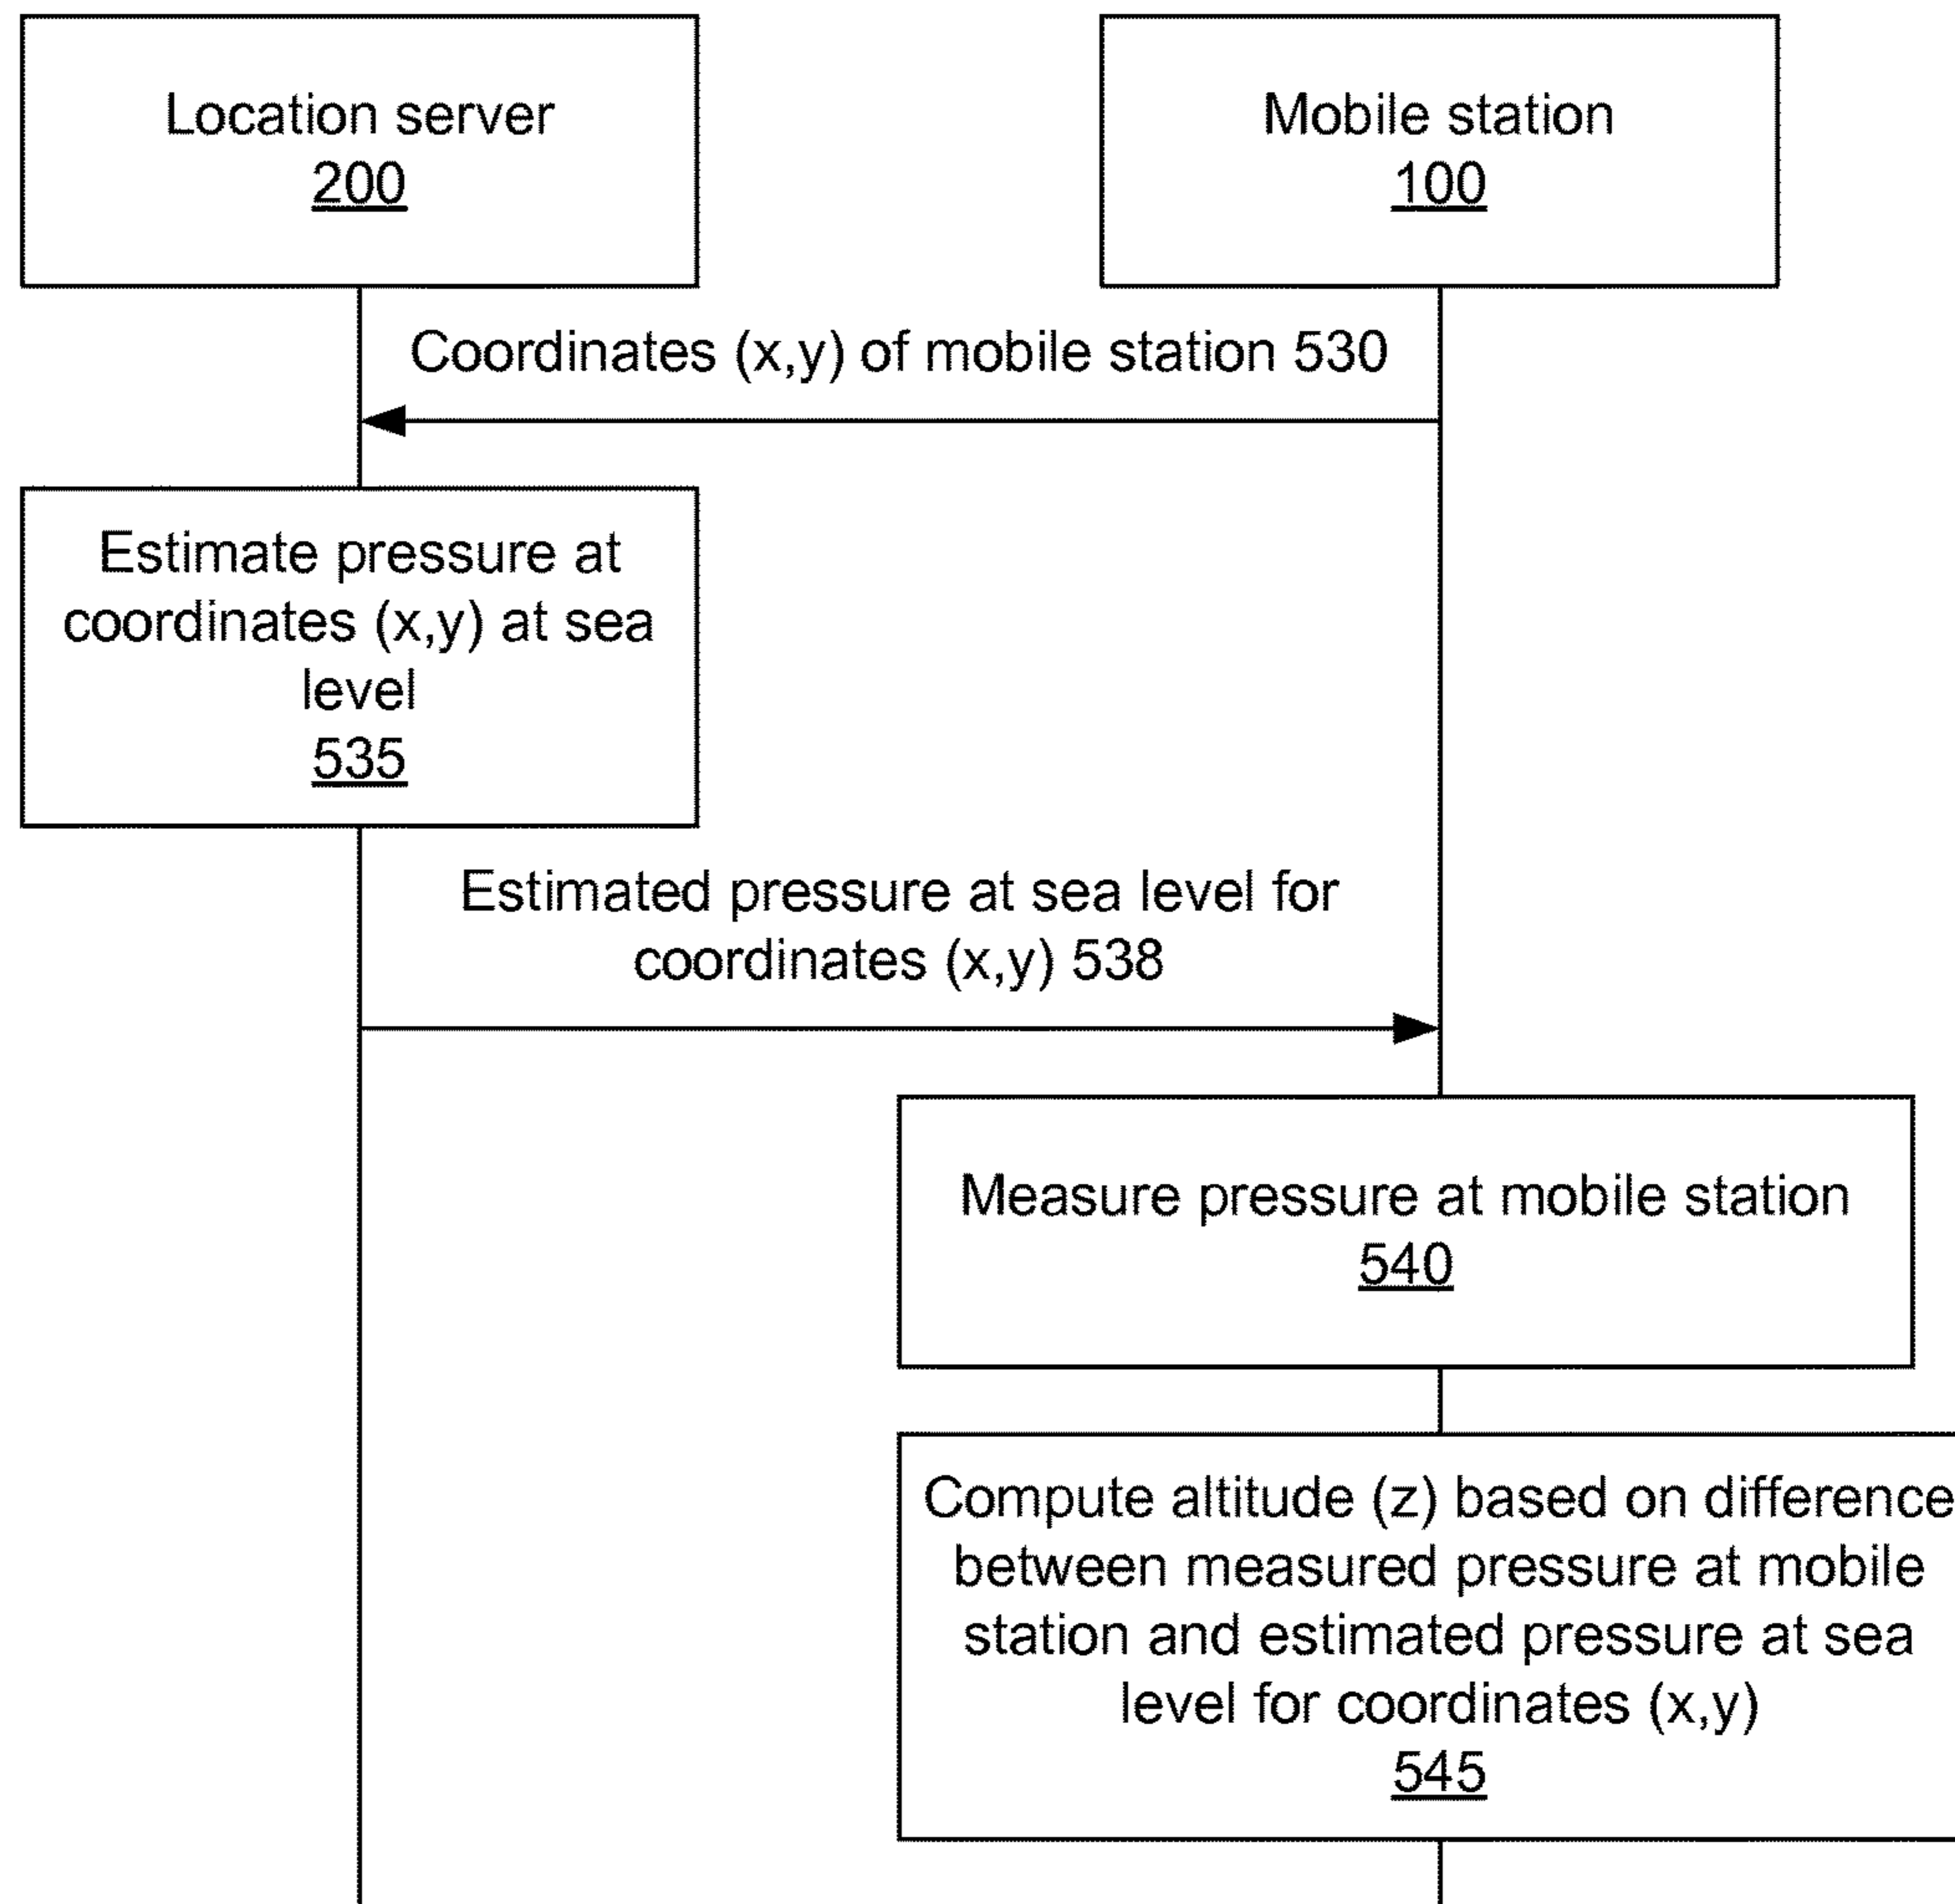 Location server
200
Mobile station
100
Coordinates (x,y) of mobile station 530
Estimate pressure at
coordinates (x,y) at sea
level
535
Estimated pressure at sea level for
coordinates (x,y) 538
Measure pressure at mobile station
540
Compute altitude (z) based on difference
between measured pressure at mobile
station and estimated pressure at sea
level for coordinates (x,y)
545